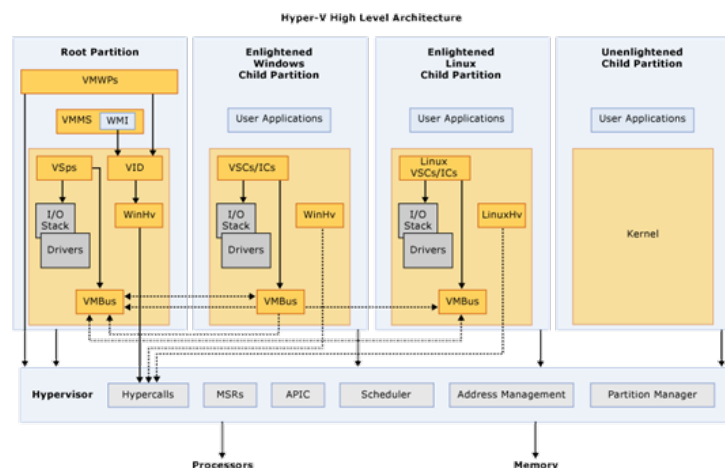 Hyper-V High Level Architecture
Root Partition
VMWPs
VMMS
WMI
VSps
VID
I/O
Stack
Drivers
WinHv
VMBus
Enlightened
Windows
Child Partition
User Applications
VSCs/ICs
I/O
Stack
Drivers
WinHv
VMBus
Enlightened
Linux
Child Partition
User Applications
Linux
VSCs/ICs
I/O
Stack
Drivers
LinuxHv
VMBus
Unenlightened
Child Partition
User Applications
Kernel
Hypervisor
Hypercalls
MSRs
APIC
Scheduler
Address Management
Partition Manager
Processors
Memory